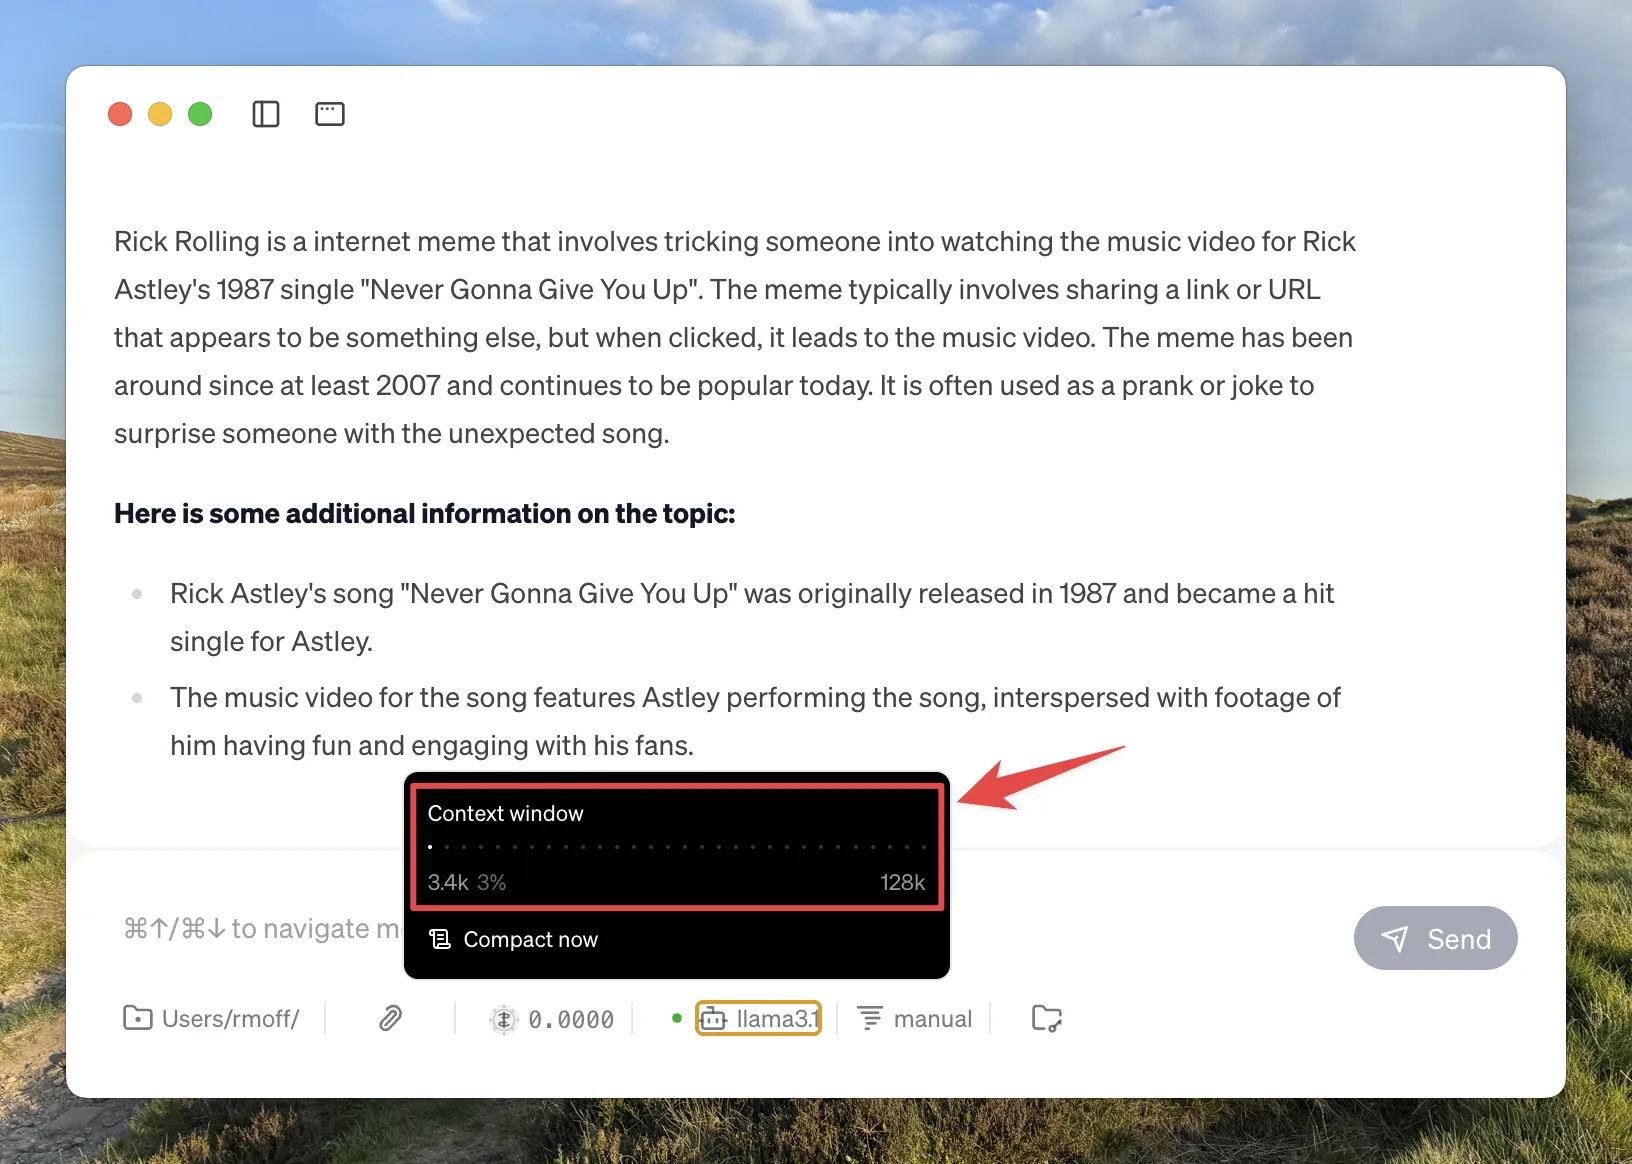 Rick Rolling is a internet meme that involves tricking someone into watching the music video for Rick
Astley's 1987 single "Never Gonna Give You Up". The meme typically involves sharing a link or URL
that appears to be something else, but when clicked, it leads to the music video. The meme has been
around since at least 2007 and continues to be popular today. It is often used as a prank or joke to
surprise someone with the unexpected song.
Here is some additional information on the topic:
Rick Astley's song "Never Gonna Give You Up" was originally released in 1987 and became a hit
single for Astley.
The music video for the song features Astley performing the song, interspersed with footage of
him having fun and engaging with his fans.
Context window
3.4k 3% 128k
⌘↑/⌘↓ to navigate
Compact now
Send
Users/rmoff/ 0.0000 llama3.1 manual